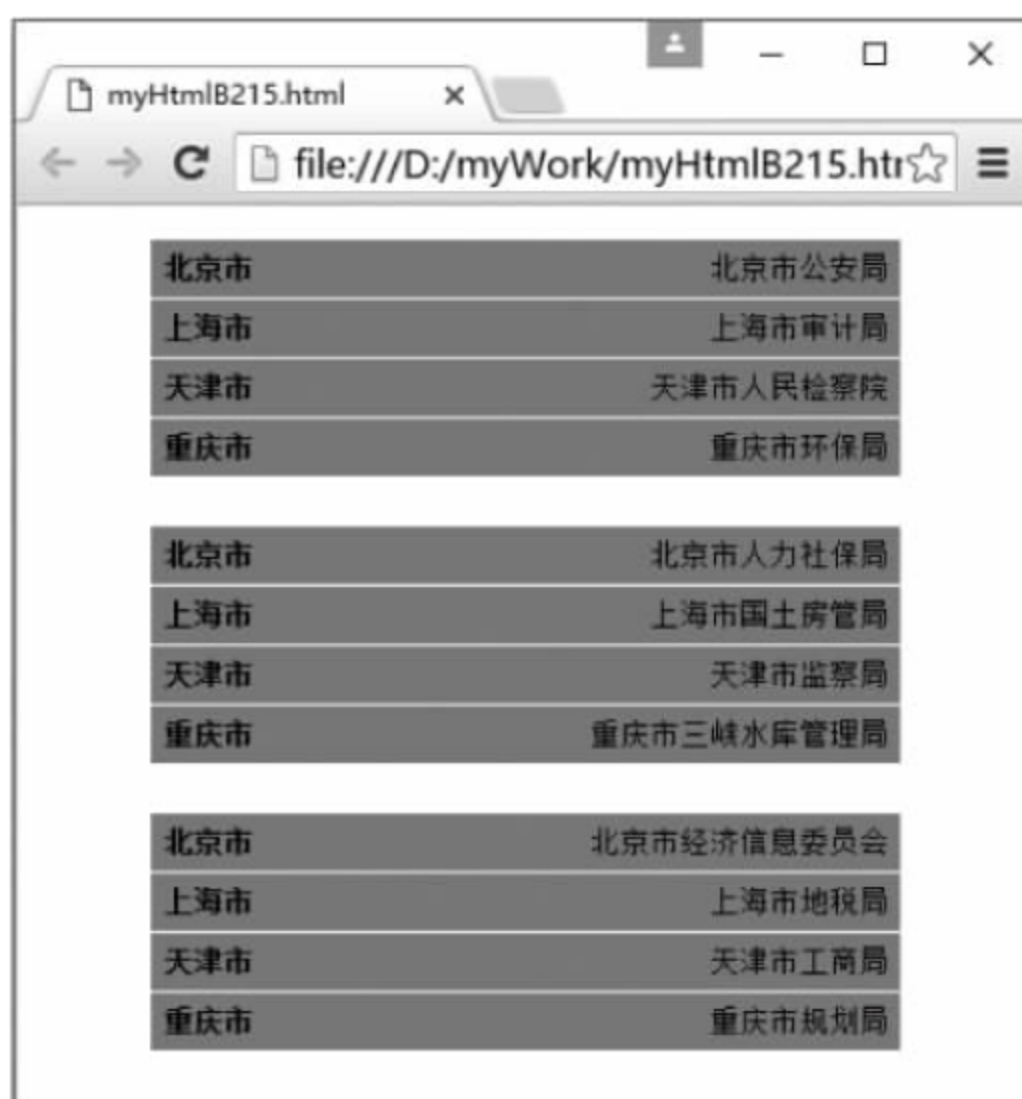 myHtmlB215.html
file:///D:/myWork/myHtmlB215.htr
北京市 北京市公安局
上海市 上海市审计局
天津市 天津市人民检察院
重庆市 重庆市环保局
北京市 北京市人力社保局
上海市 上海市国土房管局
天津市 天津市监察局
重庆市 重庆市三峡水库管理局
北京市 北京市经济信息委员会
上海市 上海市地税局
天津市 天津市工商局
重庆市 重庆市规划局